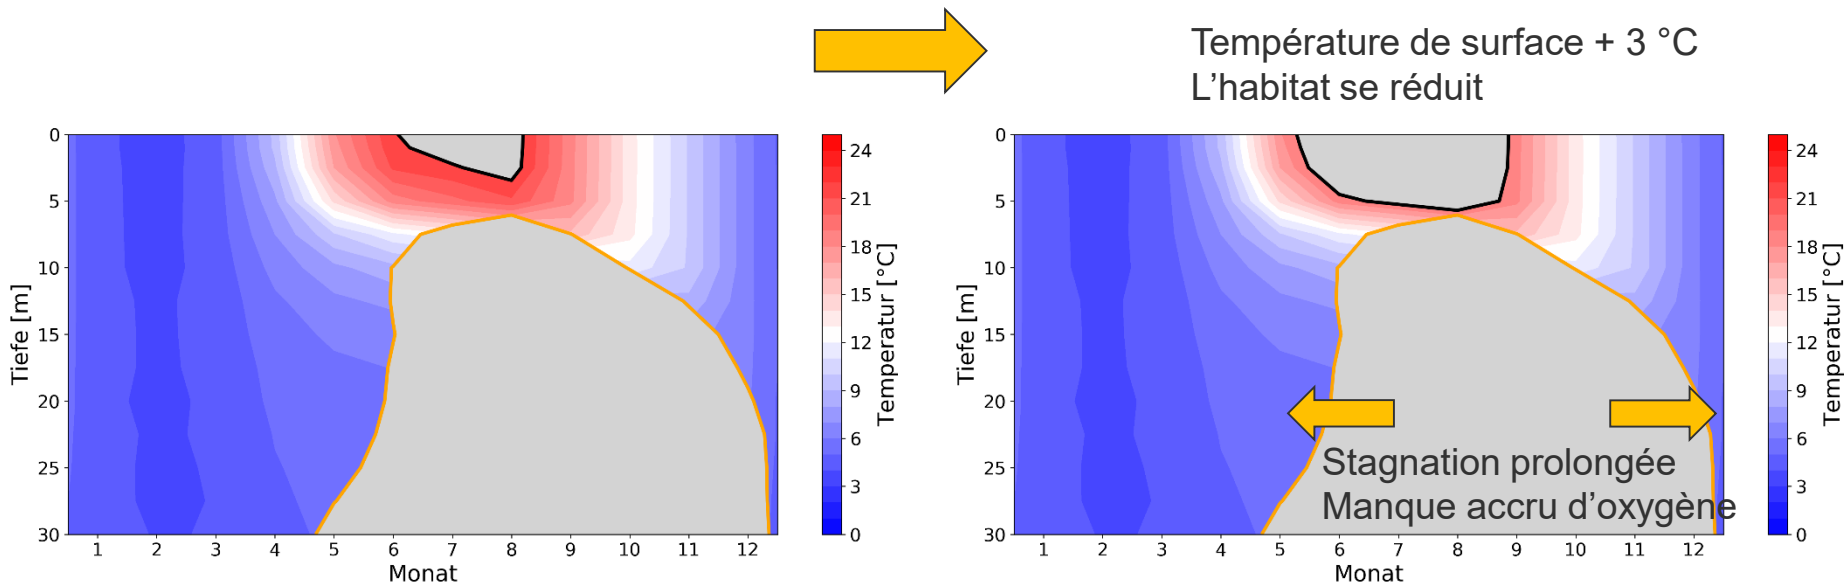 Température de surface + 3 °C
L'habitat se réduit
0
5
10
15
20
25
30
Tiefe [m]
1 2 3 4 5 6 7 8 9 10 11 12
Monat
24
21
18
15
12
9
6
3
0
Temperatur [°C]
0
5
10
15
20
25
30
Tiefe [m]
Stagnation prolongée
Manque accru d'oxygène
1 2 3 4 5 6 7 8 9 10 11 12
Monat
24
21
18
15
12
9
6
3
0
Temperatur [°C]